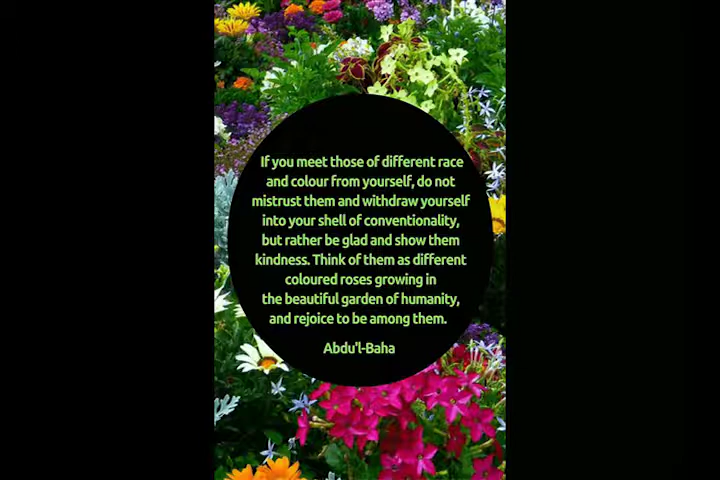 If you meet those of different race
and colour from yourself, do not
mistrust them and withdraw yourself
into your shell of conventionality,
but rather be glad and show them
kindness. Think of them as different
coloured roses growing in
the beautiful garden of humanity,
and rejoice to be among them.
Abdu'l-Baha